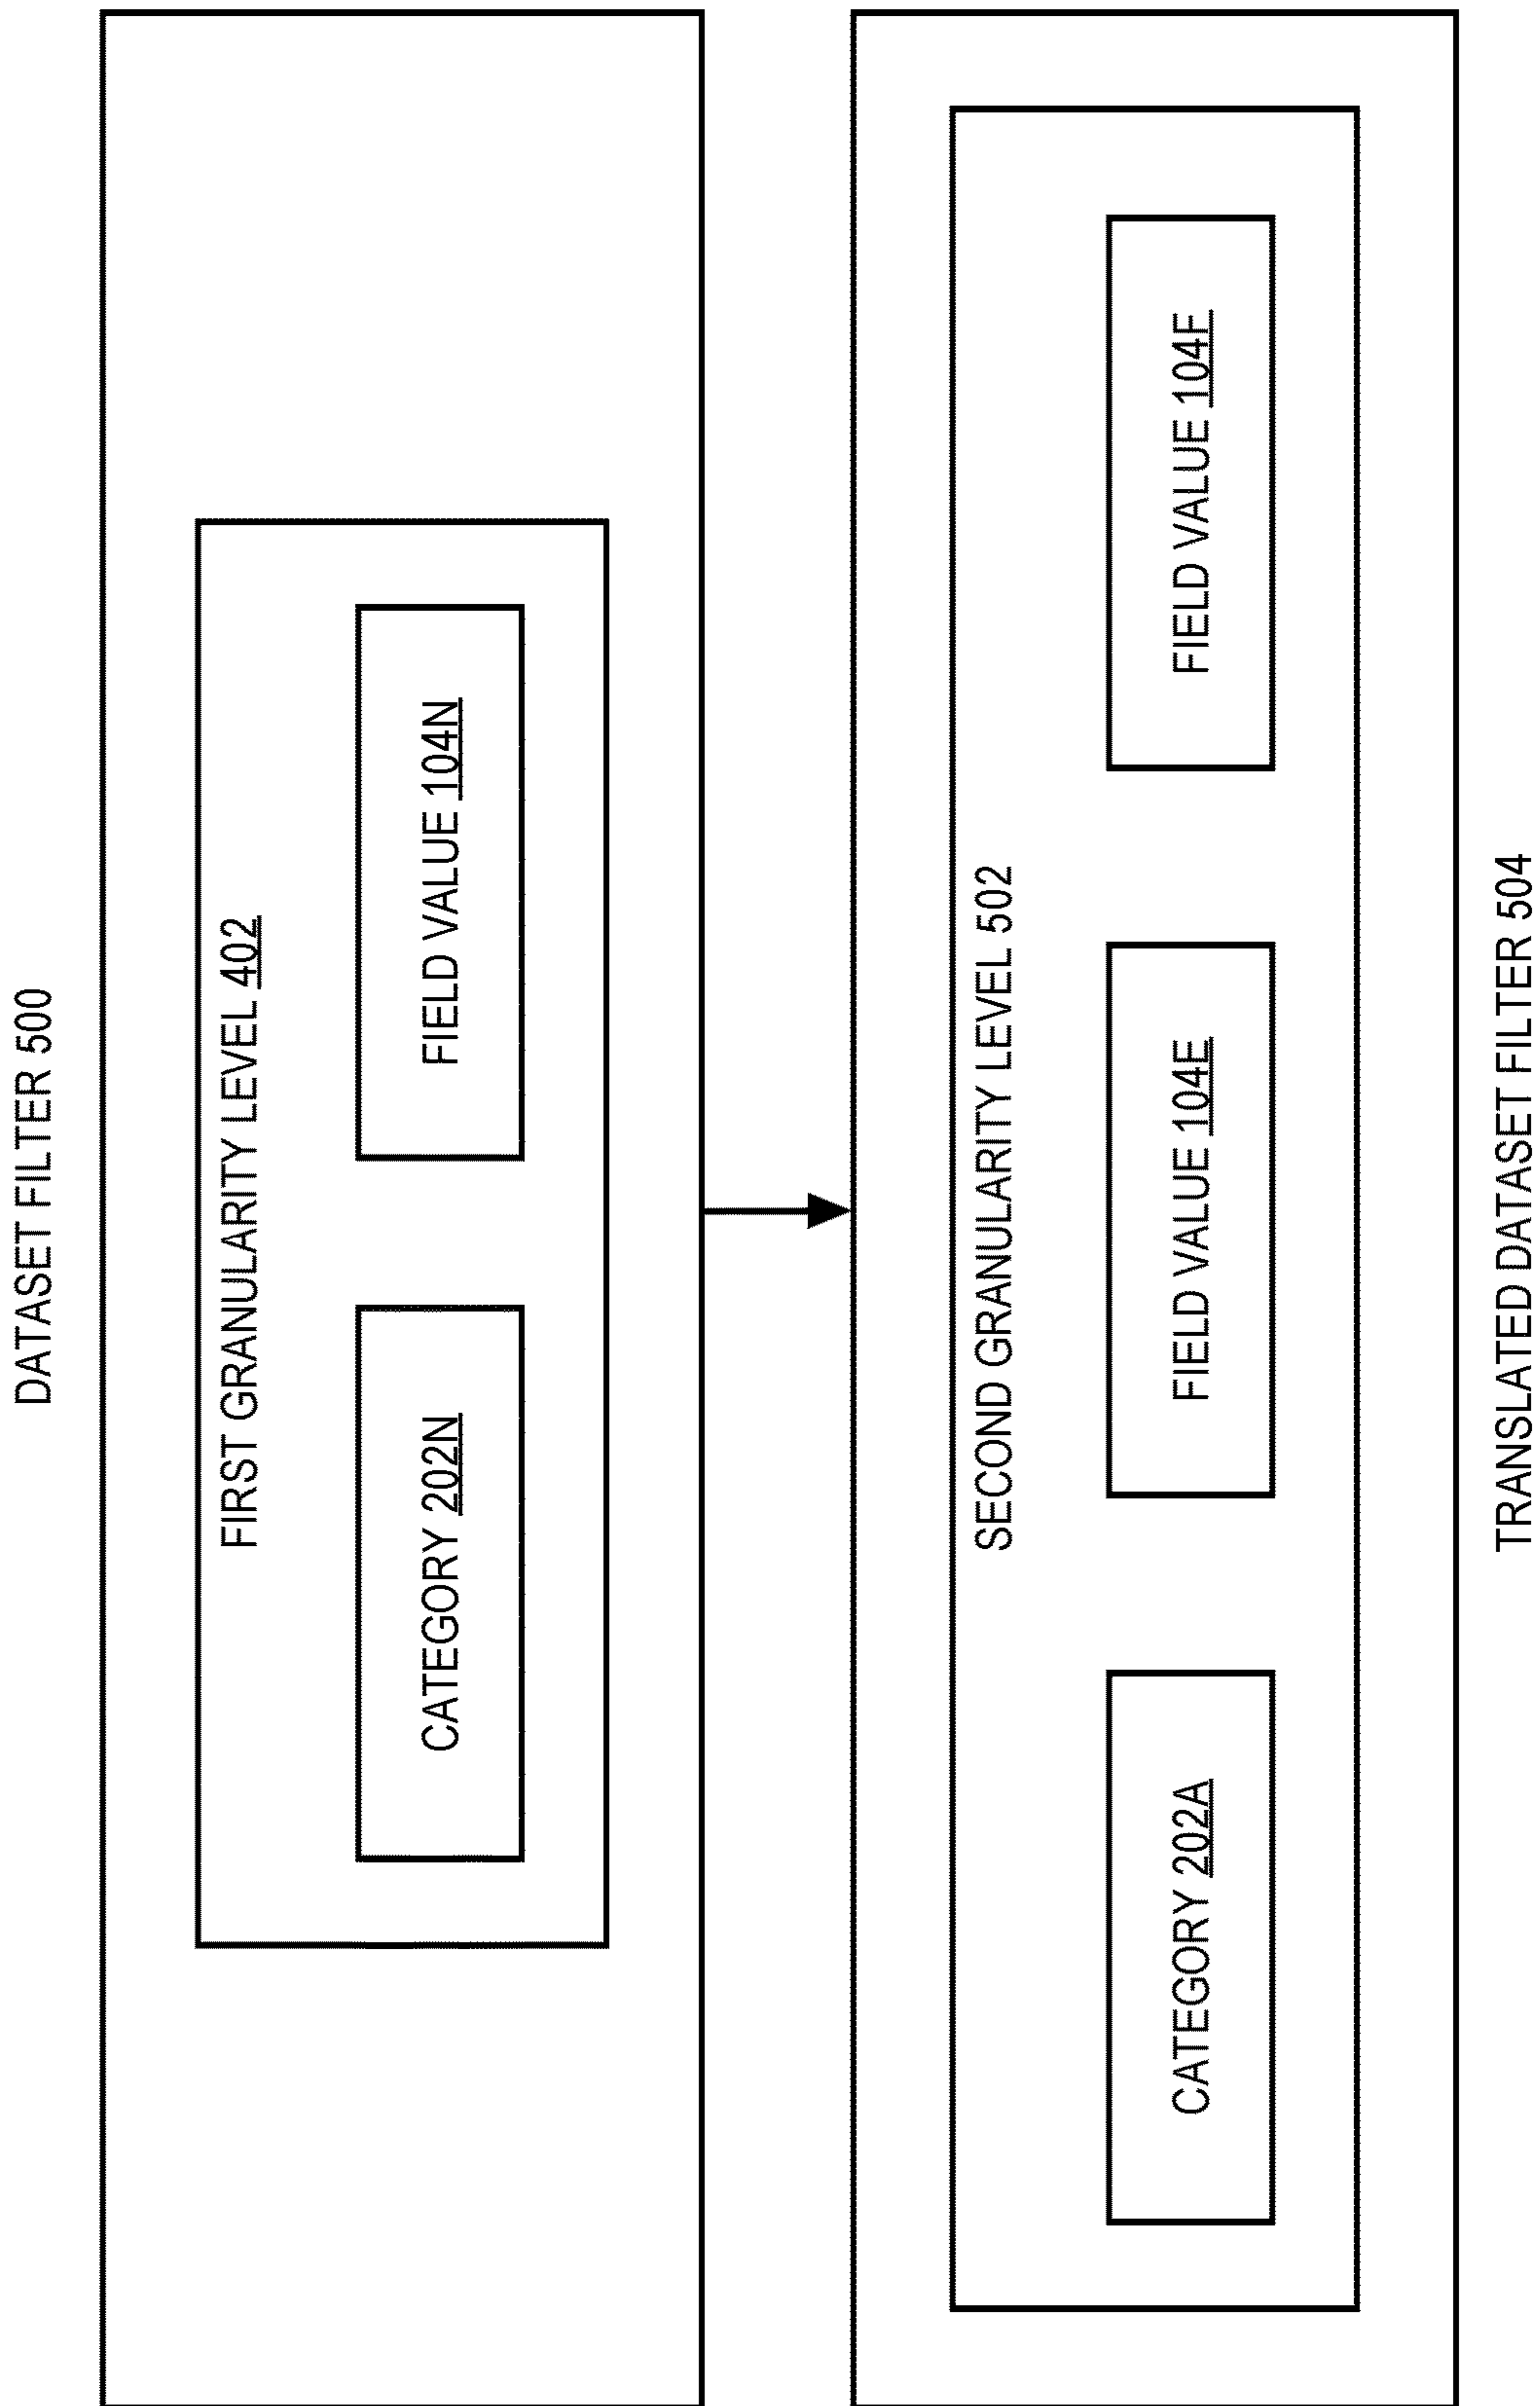 DATASET FILTER 500
FIRST GRANULARITY LEVEL 402
CATEGORY 202N
FIELD VALUE 104N
SECOND GRANULARITY LEVEL 502
CATEGORY 202A
FIELD VALUE 104E
FIELD VALUE 104F
TRANSLATED DATASET FILTER 504